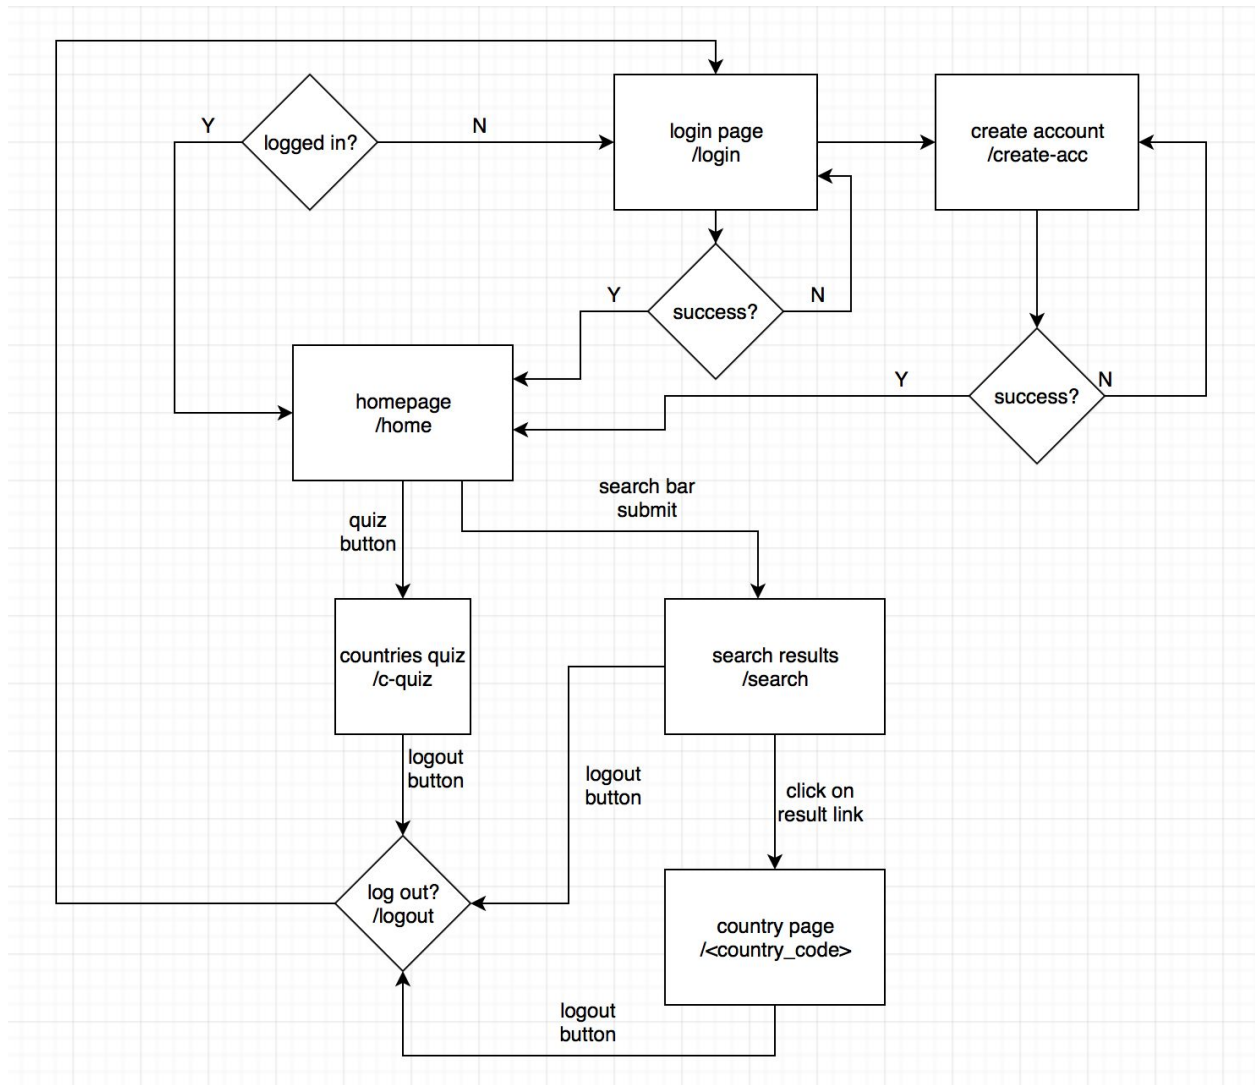 Y
logged in?
N
login page
/login
create account
/create-acc
Y
success?
N
Y
success?
N
homepage
/home
search bar
submit
quiz
button
countries quiz
/c-quiz
search results
/search
logout
button
logout
button
click on
result link
log out?
/logout
country page
/<country_code>
logout
button